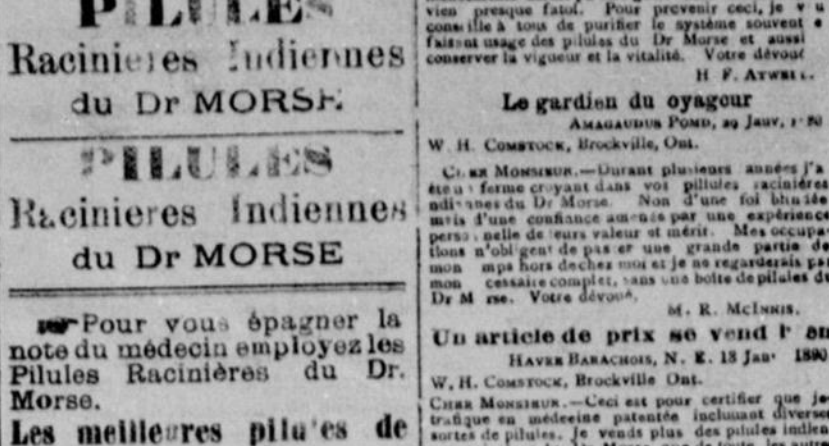 PILULES
Racinieres Indiennes
du Dr MORSE
PILULES
Racinieres Indiennes
du Dr MORSE
Pour vous épagner la
note du médecin employez les
Pilules Racinières du Dr.
Morse.
Les meilleures pilules de
vien presque fatol. Pour prevenir ceci, je
conseille à tous de purifier le système souvent
faisant usage des pilules du Dr Morse et aussi
conserver la vigueur et la vitalité. Votre dévoué
H F. ATWELL.
Le gardien du oyageur
AMAGAUDUS POND, 29 JANV,
W. H. COMSTOCK, Brockville, Ont.
CHER MONSIEUR.—Durant plusieurs années j'a
ferme croyant dans vos pillules racinières
du Dr Morse. Non d'une foi
mais d'une confiance amenée par une expérience
personnelle de leurs valeur et mérit. Mes occupa-
tions n'obligent de passer une grande partie de
mon hors de chez moi et je ne regarderais pas
mon complet, sans une boite de pilules du
Dr Votre dévoué,
M. R. MCINNIS.
Un article de prix se vend
HAVRE BARACHOIS, N. 18 Jan 1890
W. H. COMSTOCK, Brockville Ont.
CHER MONSIEUR.—Ceci est pour certifier que je
trafique en médecine patentée incluant diverses
sortes de pilules. Je vends plus des pilules indien